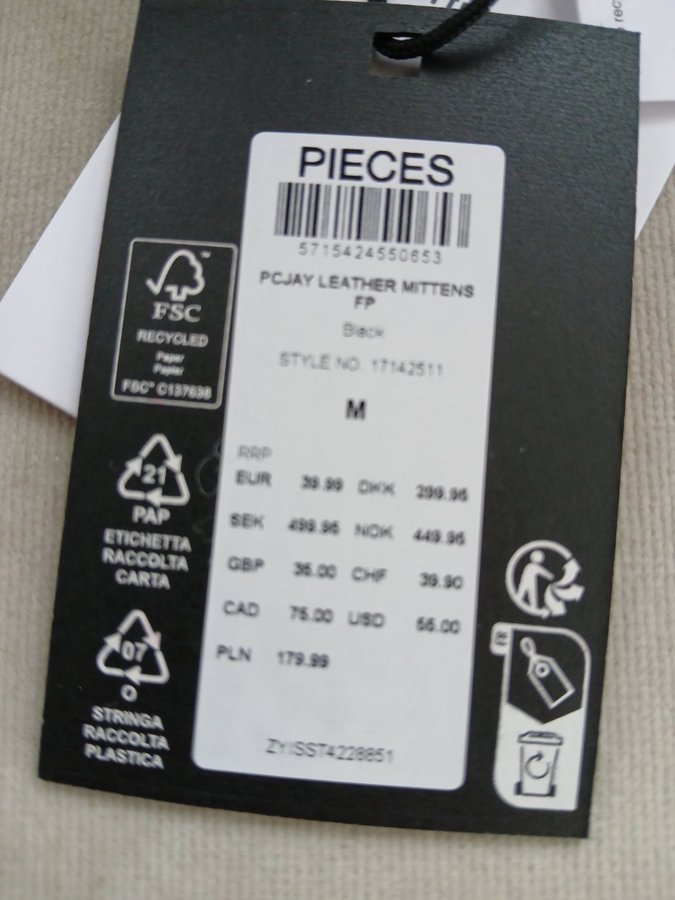 PIECES
5715424550653
PCJAY LEATHER MITTENS
FP
Black
STYLE NO. 17142511
M
RRP
EUR 39.99 DKK 299.95
SEK 499.95 NOK 449.95
GBP 35.00 CHF 39.90
CAD 75.00 USD 55.00
PLN 179.99
ZYISST4228851
FSC
RECYCLED
Paper
Papier
FSC® C137636
21
PAP
ETICHETTA
RACCOLTA
CARTA
07
O
STRINGA
RACCOLTA
PLASTICA
FR